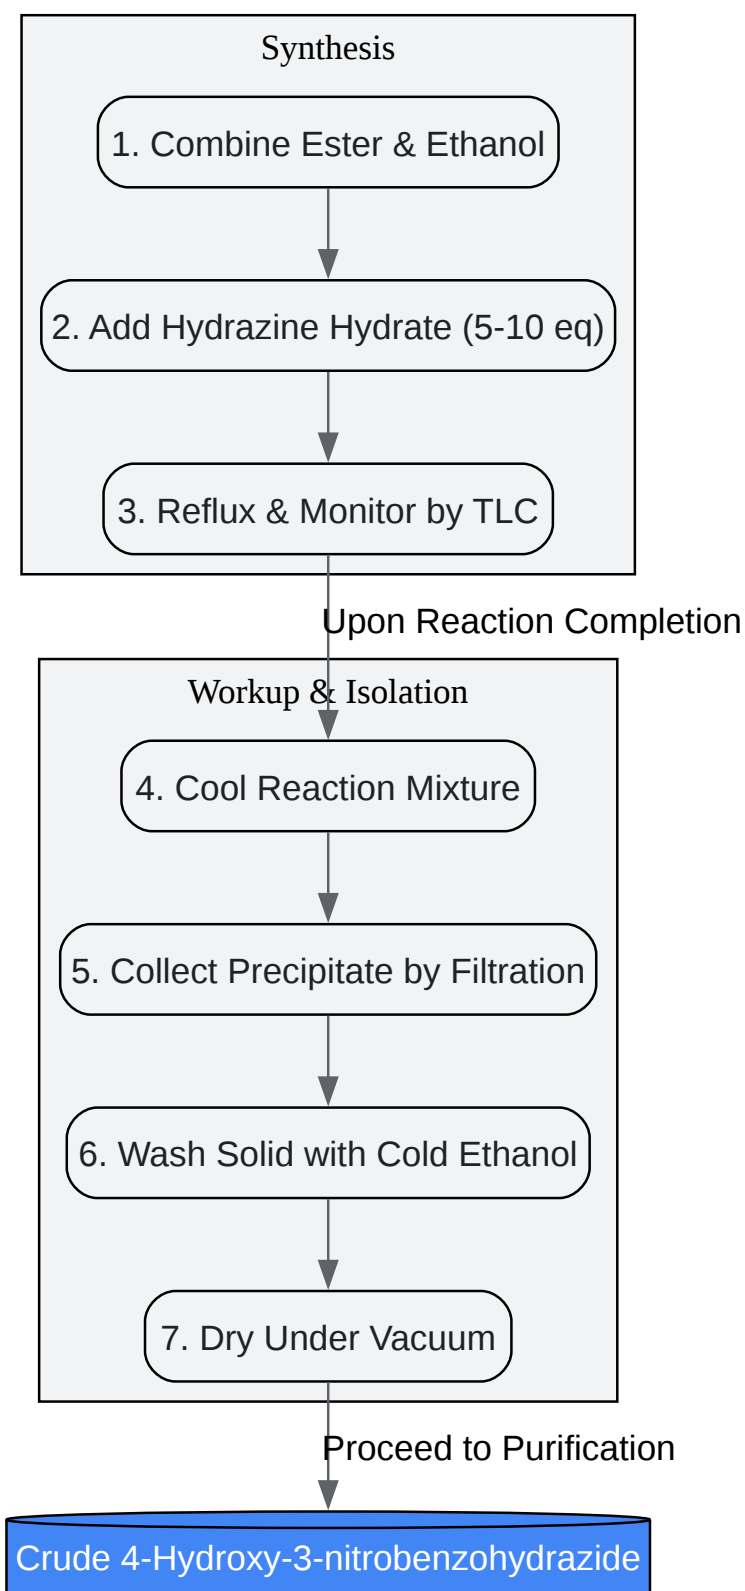 Synthesis
1. Combine Ester & Ethanol
2. Add Hydrazine Hydrate (5-10 eq)
3. Reflux & Monitor by TLC
Upon Reaction Completion
Workup & Isolation
4. Cool Reaction Mixture
5. Collect Precipitate by Filtration
6. Wash Solid with Cold Ethanol
7. Dry Under Vacuum
Proceed to Purification
Crude 4-Hydroxy-3-nitrobenzohydrazide